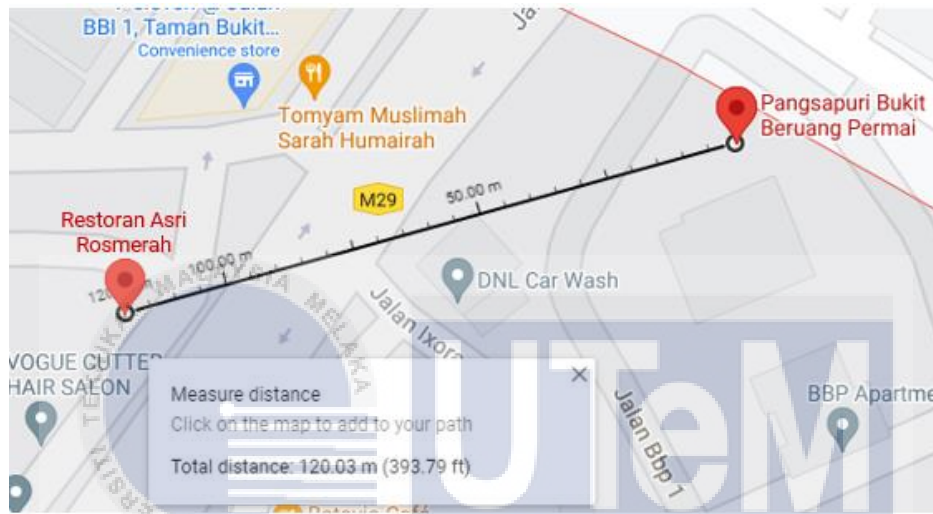 BBI 1, Taman Bukit...
Convenience store
Tomyam Muslimah
Sarah Humairah
Pangsapuri Bukit
Beruang Permai
M29
50.00 m
Restoran Asri
Rosmerah
100.00 m
DNL Car Wash
Jalan Ixora
VOGUE CUTTER
HAIR SALON
Measure distance
Click on the map to add to your path
Total distance: 120.03 m (393.79 ft)
Jalan Bbp 1
BBP Apartme
UTeM
MALAYSIA MELAKA